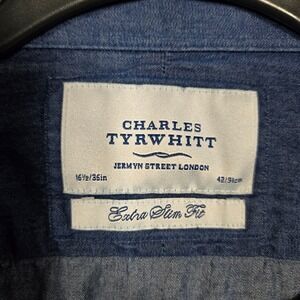 CHARLES
TYRWHITT
JERMYN STREET LONDON
16½/36in 42/91cm
Extra Slim Fit